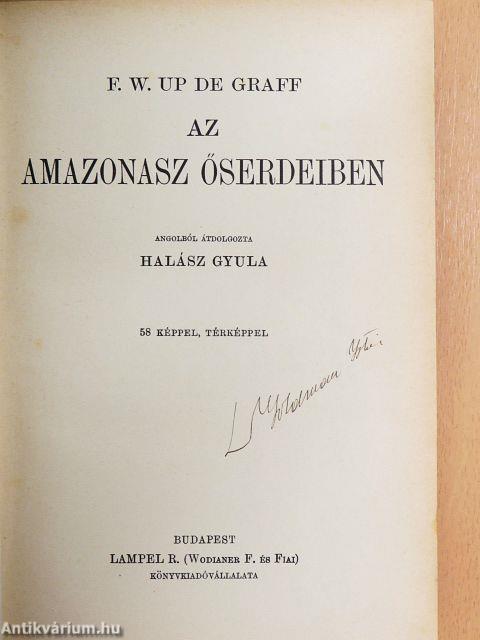 F. W. UP DE GRAFF
AZ
AMAZONASZ ŐSERDEIBEN
ANGOLBÓL ÁTDOLGOZTA
HALÁSZ GYULA
58 KÉPPEL, TÉRKÉPPEL
BUDAPEST
LAMPEL R. (WODIANER F. ÉS FIAI)
KÖNYVKIADÓVÁLLALATA
Antikvárium.hu